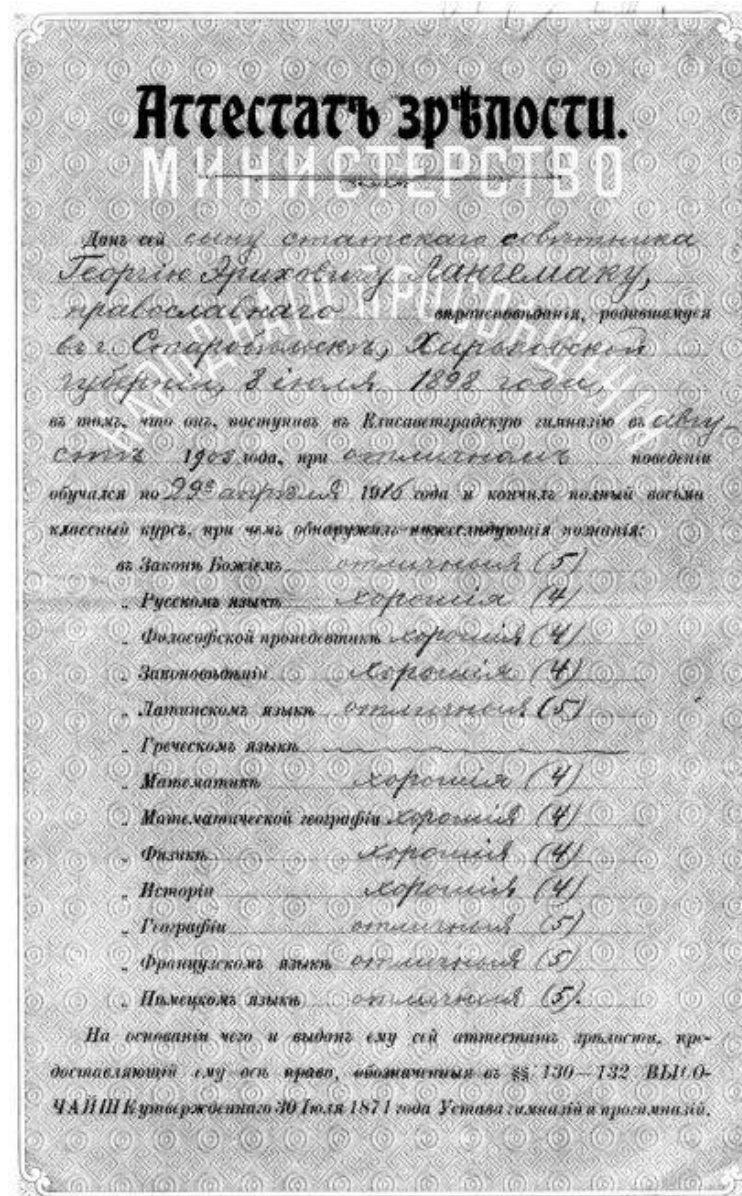 Аттестатъ зрѣлости.
МИНИСТЕРСТВО
НАРОДНАГО ПРОСВѢЩЕНІЯ
Данъ сей сыну статскаго совѣтника
Георгію Эриховичу Лангемаку,
православнаго вѣроисповѣданія, родившемуся
въ г. Старобѣльскѣ, Харьковской
губерніи, 8 іюля 1898 года,
въ томъ, что онъ, поступивъ въ Елисаветградскую гимназію въ авгу-
стѣ года, при отличномъ поведеніи
обучался по 29е апрѣля 1916 года и кончилъ полный восьми
классный курсъ, при чемъ обнаружилъ нижеслѣдующія познанія:
въ Законѣ Божіемъ отличныя (5)
„ Русскомъ языкѣ хорошія (4)
„ Философской пропедевтикѣ хорошія (4)
„ Законовѣдѣніи хорошія (4)
„ Латинскомъ языкѣ отличныя (5)
„ Греческомъ языкѣ
„ Математикѣ хорошія (4)
„ Математической географіи хорошія (4)
„ Физикѣ хорошія (4)
„ Исторіи хорошія (4)
„ Географіи отличныя (5)
„ Французскомъ языкѣ отличныя (5)
„ Нѣмецкомъ языкѣ отличныя (5).
На основаніи чего и выданъ ему сей аттестатъ зрѣлости, пре-
доставляющій ему всѣ права, обозначенныя въ §§ 130—132 ВЫСО-
ЧАЙШЕ утвержденнаго 30 Іюля 1871 года Устава гимназій и прогимназій.